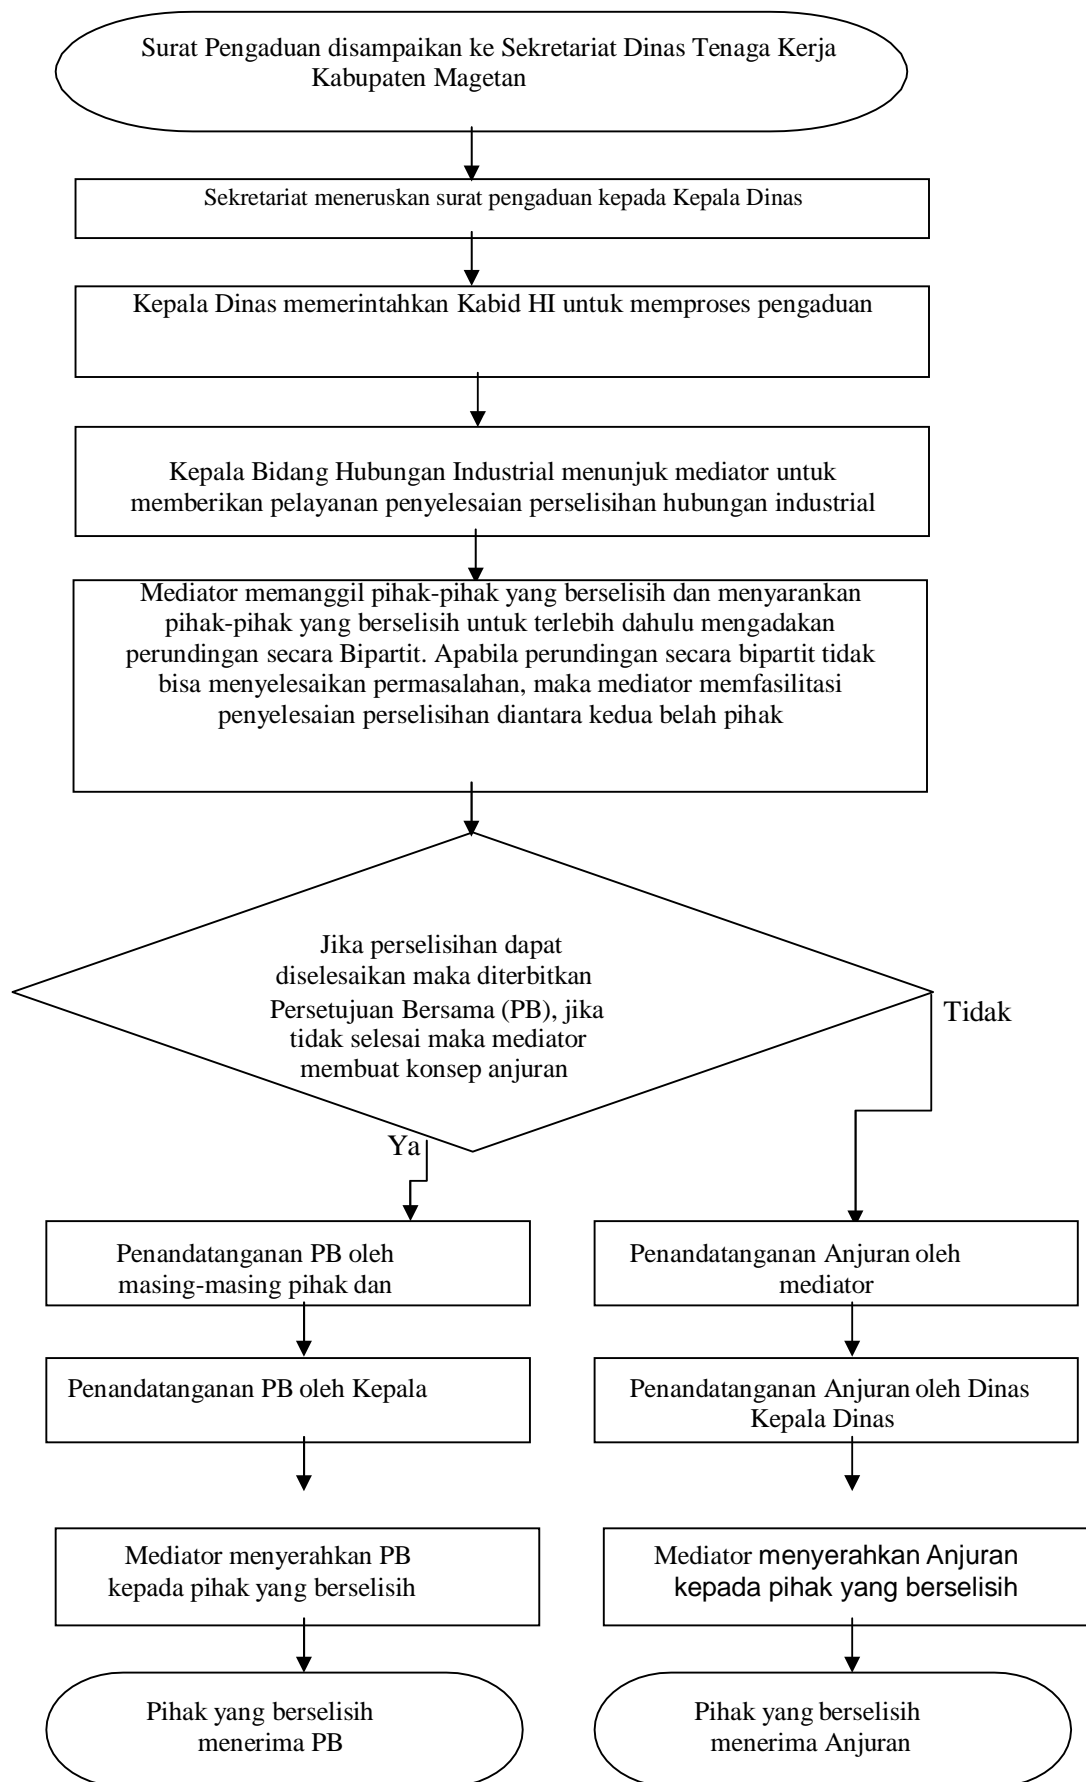 Surat Pengaduan disampaikan ke Sekretariat Dinas Tenaga Kerja
Kabupaten Magetan
Sekretariat meneruskan surat pengaduan kepada Kepala Dinas
Kepala Dinas memerintahkan Kabid HI untuk memproses pengaduan
Kepala Bidang Hubungan Industrial menunjuk mediator untuk
memberikan pelayanan penyelesaian perselisihan hubungan industrial
Mediator memanggil pihak-pihak yang berselisih dan menyarankan
pihak-pihak yang berselisih untuk terlebih dahulu mengadakan
perundingan secara Bipartit. Apabila perundingan secara bipartit tidak
bisa menyelesaikan permasalahan, maka mediator memfasilitasi
penyelesaian perselisihan diantara kedua belah pihak
Jika perselisihan dapat
diselesaikan maka diterbitkan
Persetujuan Bersama (PB), jika
tidak selesai maka mediator
membuat konsep anjuran
Tidak
Ya
Penandatanganan PB oleh
masing-masing pihak dan
Penandatanganan Anjuran oleh
mediator
Penandatanganan PB oleh Kepala
Penandatanganan Anjuran oleh Dinas
Kepala Dinas
Mediator menyerahkan PB
kepada pihak yang berselisih
Mediator menyerahkan Anjuran
kepada pihak yang berselisih
Pihak yang berselisih
menerima PB
Pihak yang berselisih
menerima Anjuran